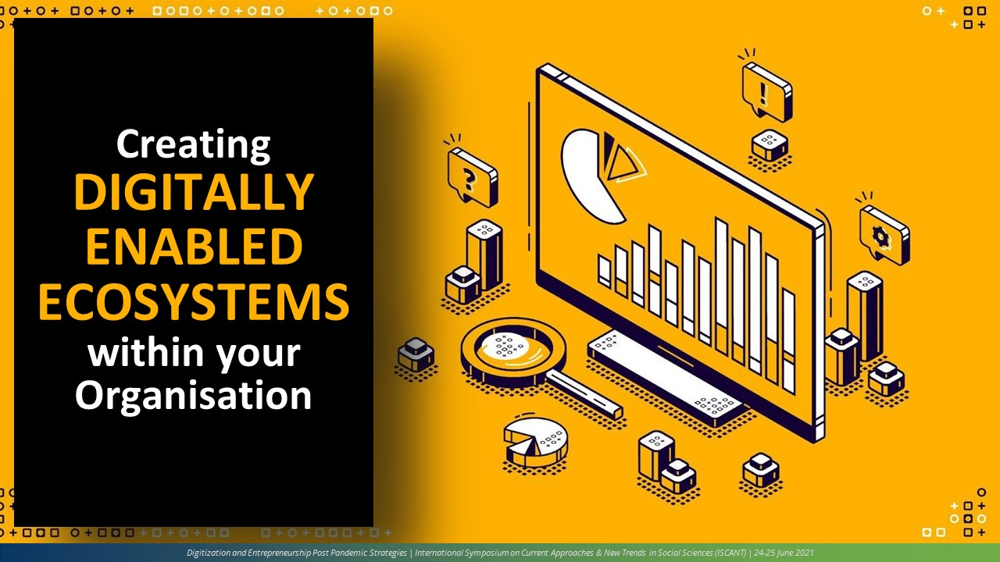 Creating
DIGITALLY
ENABLED
ECOSYSTEMS
within your
Organisation
?
!
Digitization and Entrepreneurship Post Pandemic Strategies | International Symposium on Current Approaches & New Trends in Social Sciences (ISCANT) | 24-25 June 2021